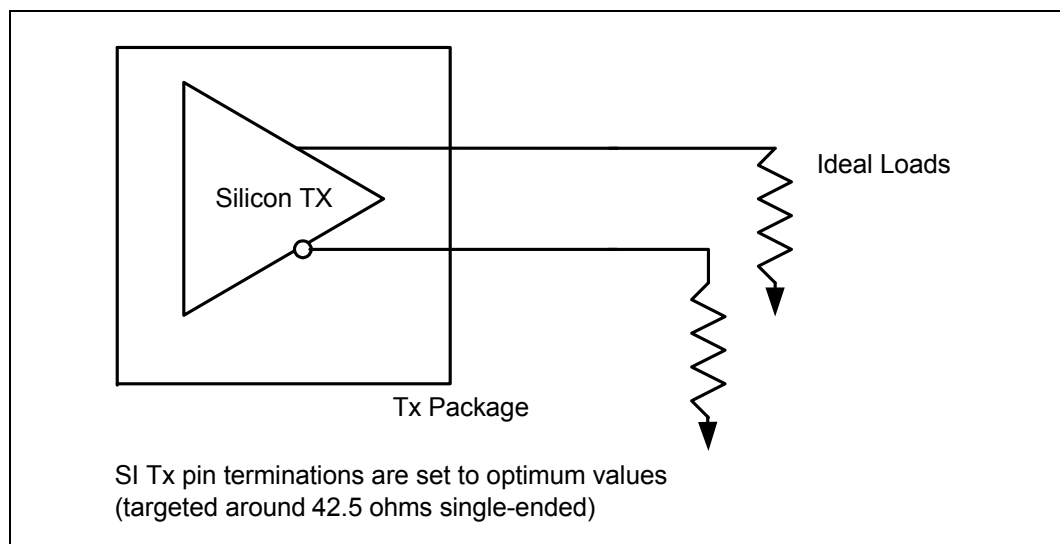 Silicon TX
Ideal Loads
Tx Package
SI Tx pin terminations are set to optimum values
(targeted around 42.5 ohms single-ended)